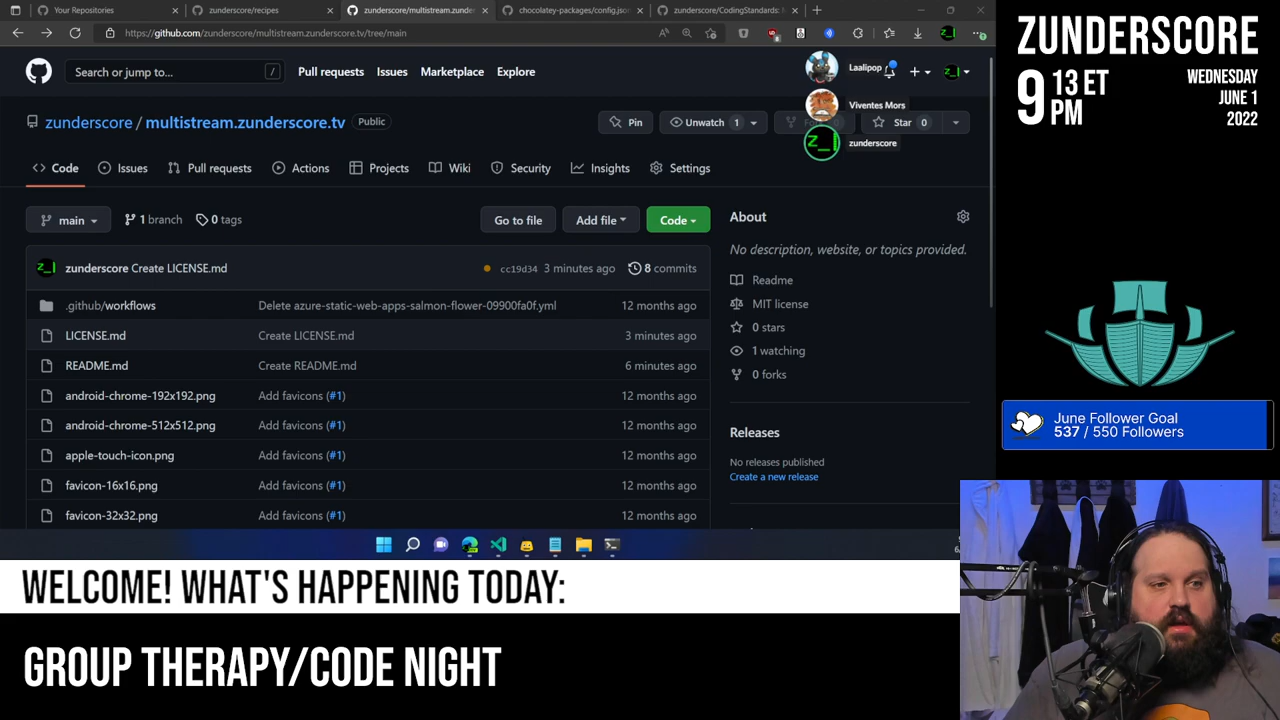 Your Repositories
zunderscore/recipes
zunderscore/multistream.zunder
chocolatey-packages/config.json
zunderscore/CodingStandards: M
https://github.com/zunderscore/multistream.zunderscore.tv/tree/main
Search or jump to...
/
Pull requests
Issues
Marketplace
Explore
Laalipop
Viventes Mors
zunderscore
zunderscore / multistream.zunderscore.tv
Public
Pin
Unwatch 1
Star 0
Code
Issues
Pull requests
Actions
Projects
Wiki
Security
Insights
Settings
main
1 branch
0 tags
Go to file
Add file
Code
zunderscore Create LICENSE.md
cc19d34 3 minutes ago
8 commits
.github/workflows Delete azure-static-web-apps-salmon-flower-09900fa0f.yml 12 months ago
LICENSE.md Create LICENSE.md 3 minutes ago
README.md Create README.md 6 minutes ago
android-chrome-192x192.png Add favicons (#1) 12 months ago
android-chrome-512x512.png Add favicons (#1) 12 months ago
apple-touch-icon.png Add favicons (#1) 12 months ago
favicon-16x16.png Add favicons (#1) 12 months ago
favicon-32x32.png Add favicons (#1) 12 months ago
About
No description, website, or topics provided.
Readme
MIT license
0 stars
1 watching
0 forks
Releases
No releases published
Create a new release
ZUNDERSCORE
9 13 ET
PM
WEDNESDAY
JUNE 1
2022
June Follower Goal
537 / 550 Followers
WELCOME! WHAT'S HAPPENING TODAY:
GROUP THERAPY/CODE NIGHT